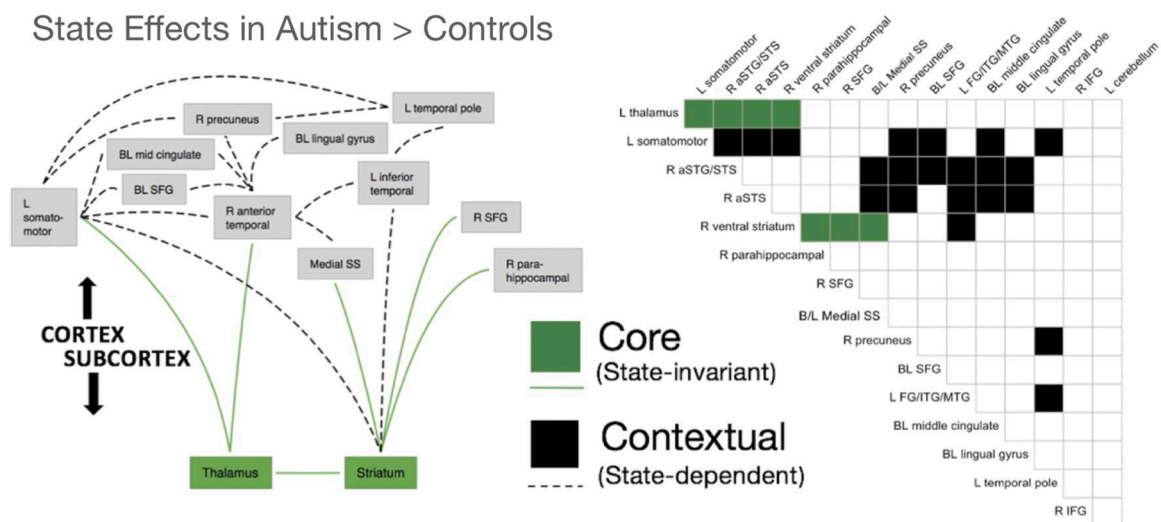 State Effects in Autism > Controls
L temporal pole
R precuneus
BL lingual gyrus
BL mid cingulate
L inferior
temporal
BL SFG
L
somato-
motor
R anterior
temporal
R SFG
Medial SS
R para-
hippocampal
CORTEX
SUBCORTEX
Thalamus
Striatum
Core
(State-invariant)
Contextual
(State-dependent)
L somatomotor
R aSTG/STS
R aSTS
R ventral striatum
R parahippocampal
R SFG
B/L Medial SS
R precuneus
BL SFG
L FG/ITG/MTG
BL middle cingulate
BL lingual gyrus
L temporal pole
R IFG
L cerebellum
L thalamus
L somatomotor
R aSTG/STS
R aSTS
R ventral striatum
R parahippocampal
R SFG
B/L Medial SS
R precuneus
BL SFG
L FG/ITG/MTG
BL middle cingulate
BL lingual gyrus
L temporal pole
R IFG